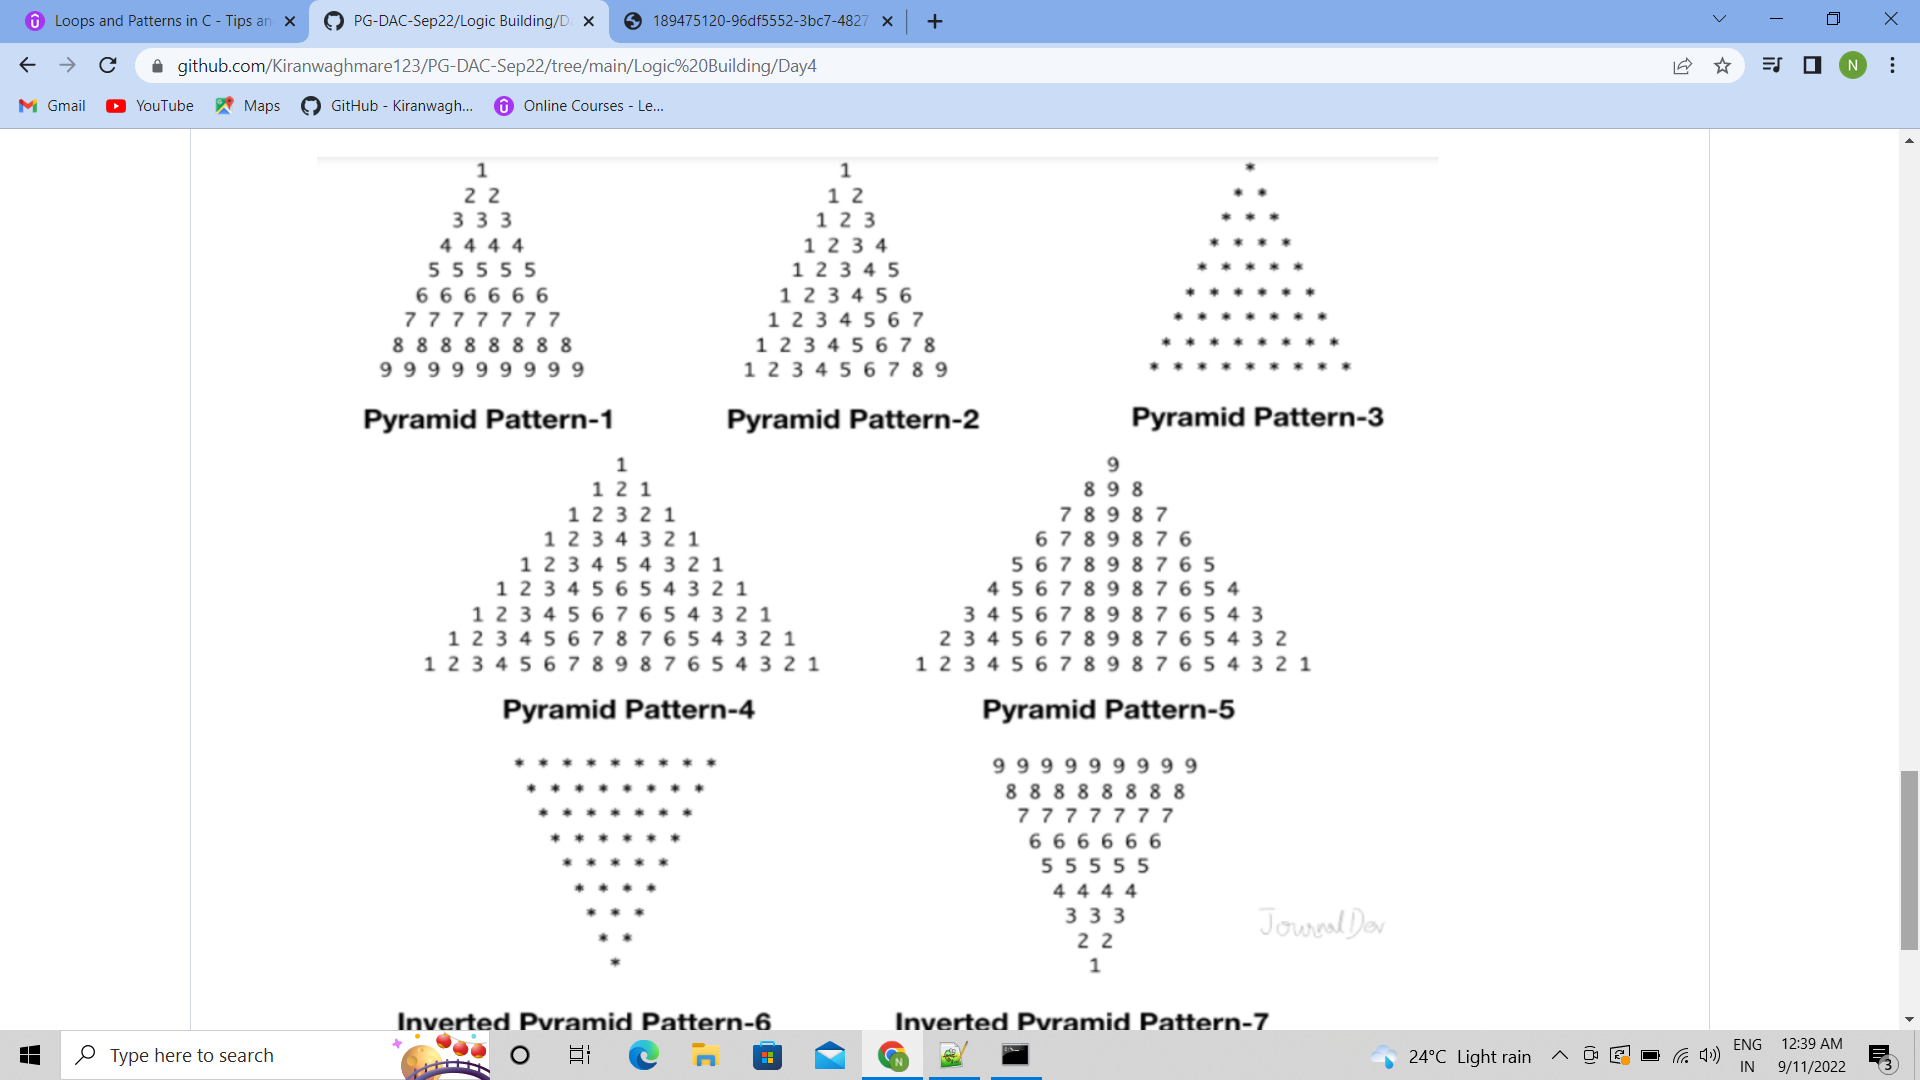 Loops and Patterns in C - Tips an
PG-DAC-Sep22/Logic Building/D
189475120-96df5552-3bc7-4827
github.com/Kiranwaghmare123/PG-DAC-Sep22/tree/main/Logic%20Building/Day4
N
Gmail
YouTube
Maps
GitHub - Kiranwagh...
Online Courses - Le...
1
2 2
3 3 3
4 4 4 4
5 5 5 5 5
6 6 6 6 6 6
7 7 7 7 7 7 7
8 8 8 8 8 8 8 8
9 9 9 9 9 9 9 9 9
Pyramid Pattern-1
1
1 2
1 2 3
1 2 3 4
1 2 3 4 5
1 2 3 4 5 6
1 2 3 4 5 6 7
1 2 3 4 5 6 7 8
1 2 3 4 5 6 7 8 9
Pyramid Pattern-2
*
* *
* * *
* * * *
* * * * *
* * * * * *
* * * * * * *
* * * * * * * *
* * * * * * * * *
Pyramid Pattern-3
1
1 2 1
1 2 3 2 1
1 2 3 4 3 2 1
1 2 3 4 5 4 3 2 1
1 2 3 4 5 6 5 4 3 2 1
1 2 3 4 5 6 7 6 5 4 3 2 1
1 2 3 4 5 6 7 8 7 6 5 4 3 2 1
1 2 3 4 5 6 7 8 9 8 7 6 5 4 3 2 1
Pyramid Pattern-4
9
8 9 8
7 8 9 8 7
6 7 8 9 8 7 6
5 6 7 8 9 8 7 6 5
4 5 6 7 8 9 8 7 6 5 4
3 4 5 6 7 8 9 8 7 6 5 4 3
2 3 4 5 6 7 8 9 8 7 6 5 4 3 2
1 2 3 4 5 6 7 8 9 8 7 6 5 4 3 2 1
Pyramid Pattern-5
* * * * * * * * *
* * * * * * * *
* * * * * * *
* * * * * *
* * * * *
* * * *
* * *
* *
*
Inverted Pyramid Pattern-6
9 9 9 9 9 9 9 9 9
8 8 8 8 8 8 8 8
7 7 7 7 7 7 7
6 6 6 6 6 6
5 5 5 5 5
4 4 4 4
3 3 3
2 2
1
JournalDev
Inverted Pyramid Pattern-7
Type here to search
N
24°C Light rain
ENG
IN
12:39 AM
9/11/2022
3